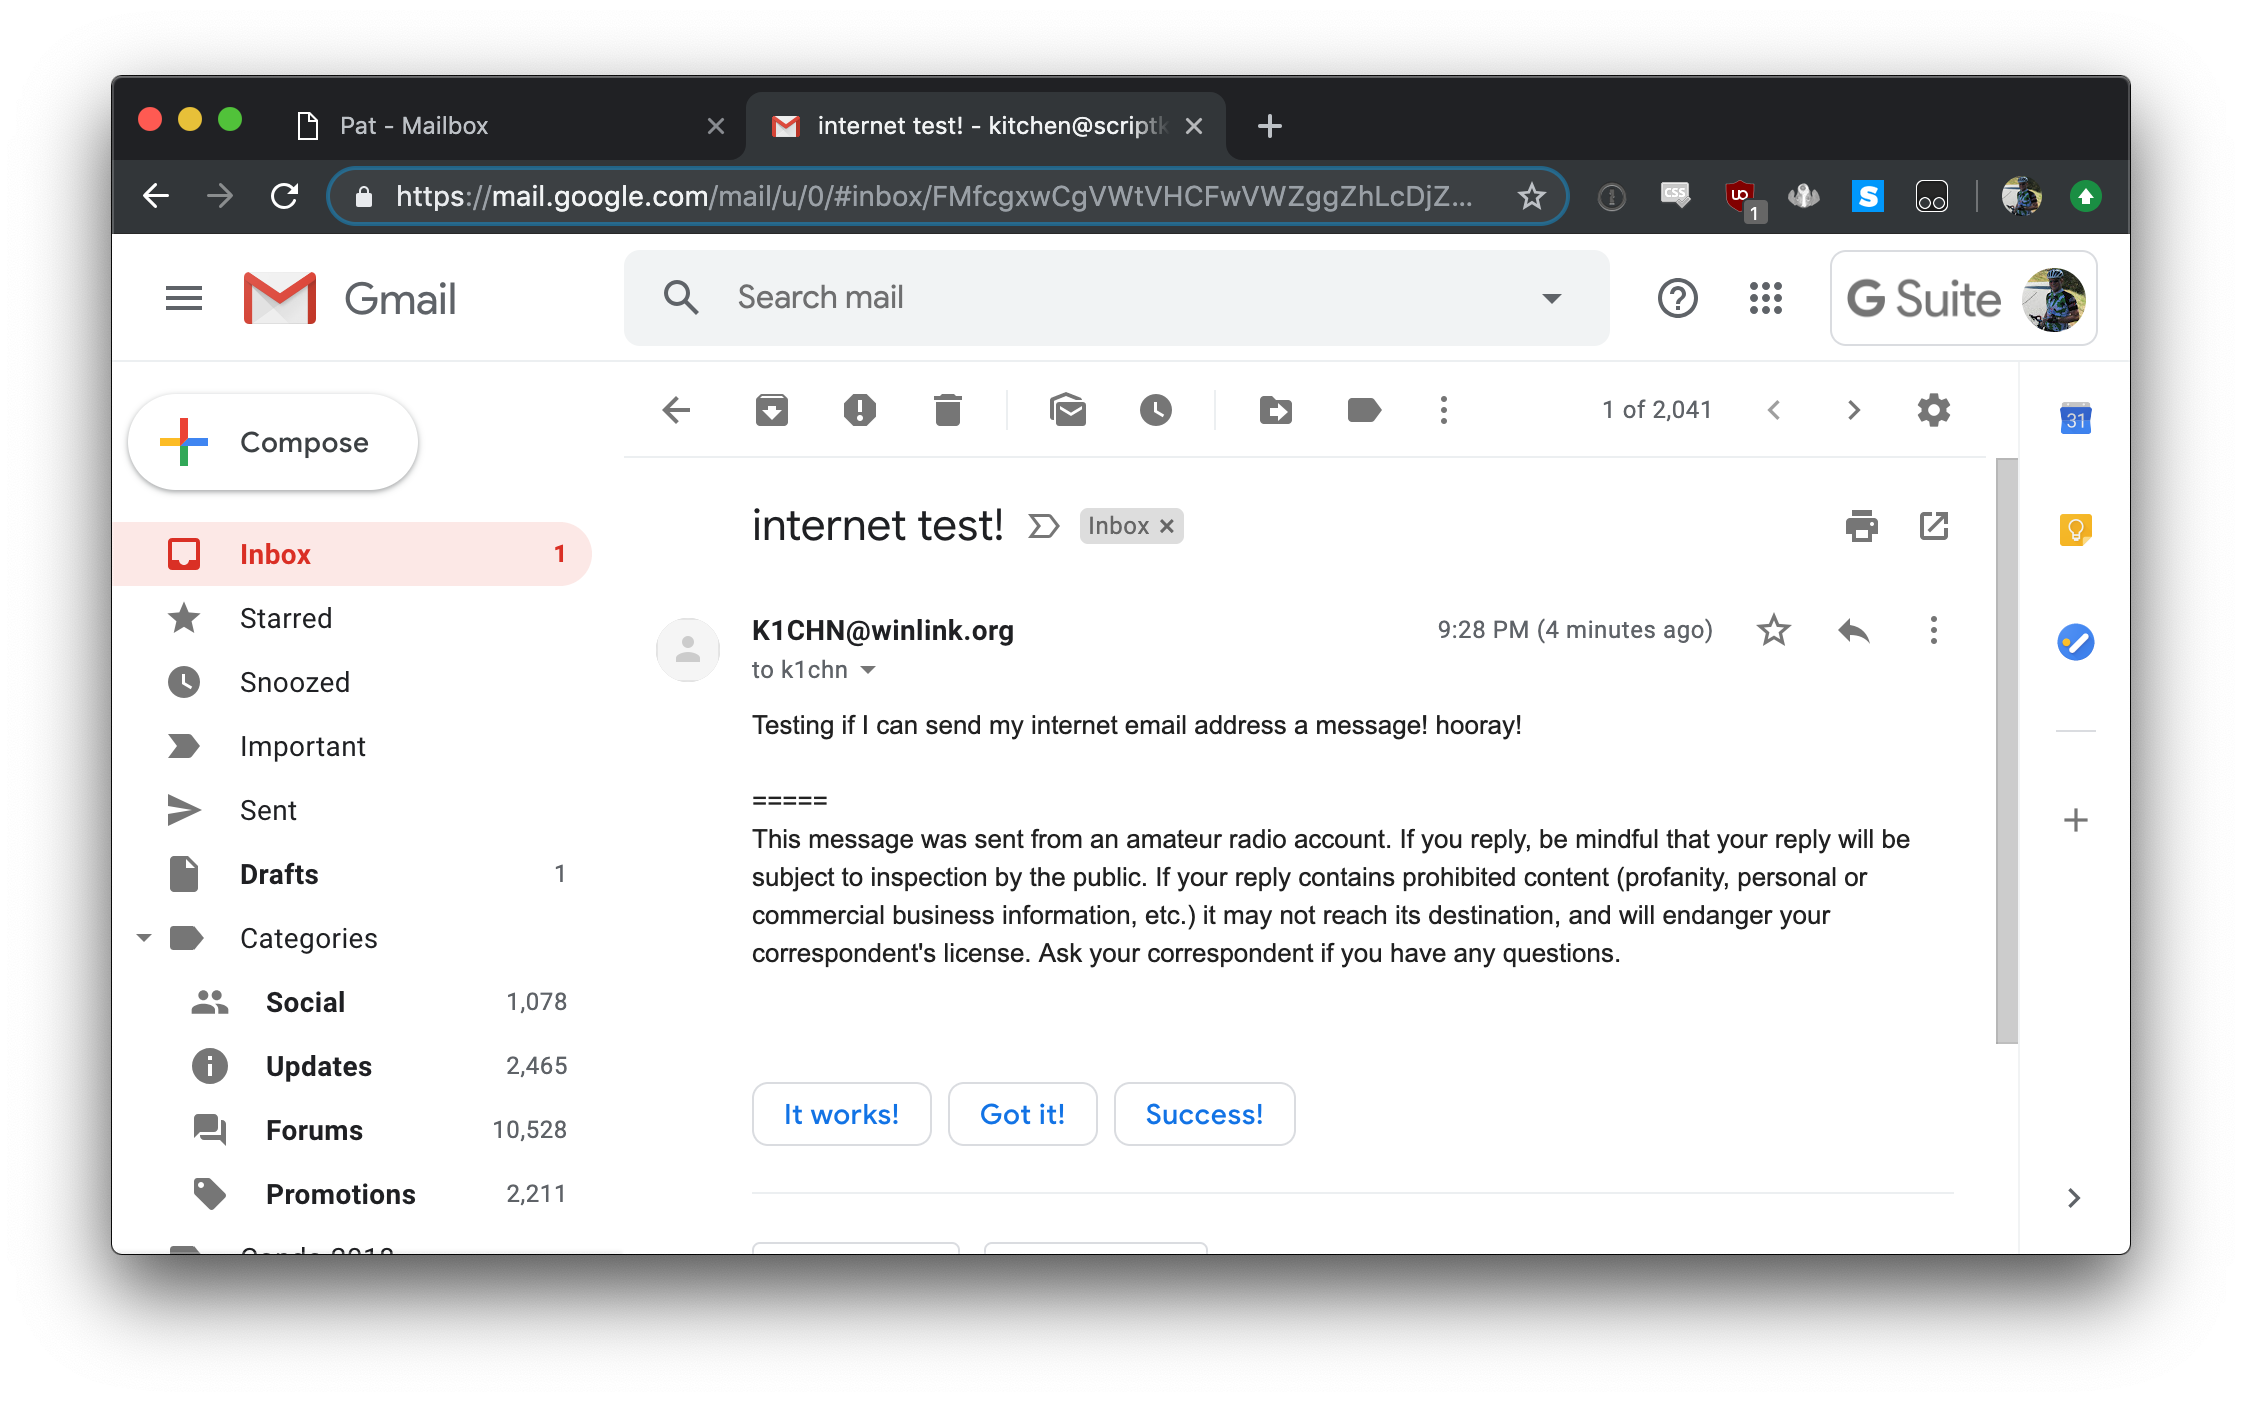 Pat - Mailbox
internet test! - kitchen@scriptk
https://mail.google.com/mail/u/0/#inbox/FMfcgxwCgVWtVHCFwVWZggZhLcDjZ...
CSS
1
S
Gmail
Search mail
G Suite
Compose
1 of 2,041
31
internet test!
Inbox
Inbox 1
Starred
Snoozed
Important
Sent
Drafts 1
Categories
Social 1,078
Updates 2,465
Forums 10,528
Promotions 2,211
K1CHN@winlink.org
9:28 PM (4 minutes ago)
to k1chn
Testing if I can send my internet email address a message! hooray!
=====
This message was sent from an amateur radio account. If you reply, be mindful that your reply will be
subject to inspection by the public. If your reply contains prohibited content (profanity, personal or
commercial business information, etc.) it may not reach its destination, and will endanger your
correspondent's license. Ask your correspondent if you have any questions.
It works!
Got it!
Success!